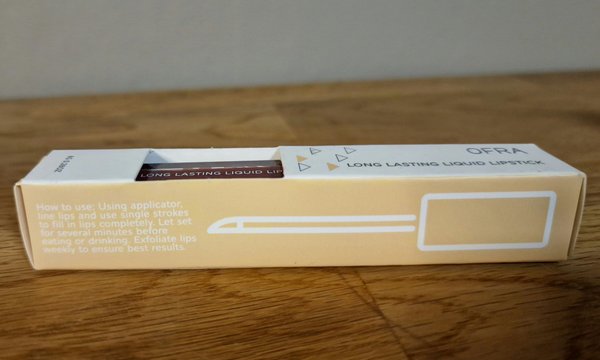 OFRA
LONG LASTING LIQUID LIPSTICK
LONG LASTING LIQUID LIP
How to use: Using applicator,
line lips and use single strokes
to fill in lips completely. Let set
for several minutes before
eating or drinking. Exfoliate lips
weekly to ensure best results.